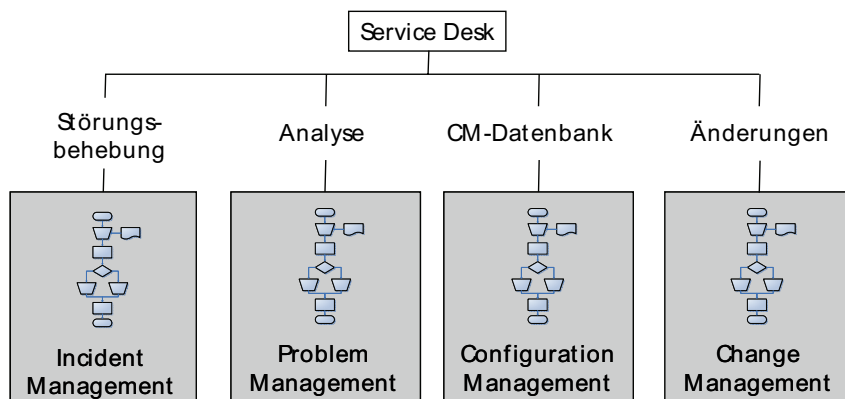 Service Desk
Störungs-
behebung
Analyse
CM-Datenbank
Änderungen
Incident
Management
Problem
Management
Configuration
Management
Change
Management